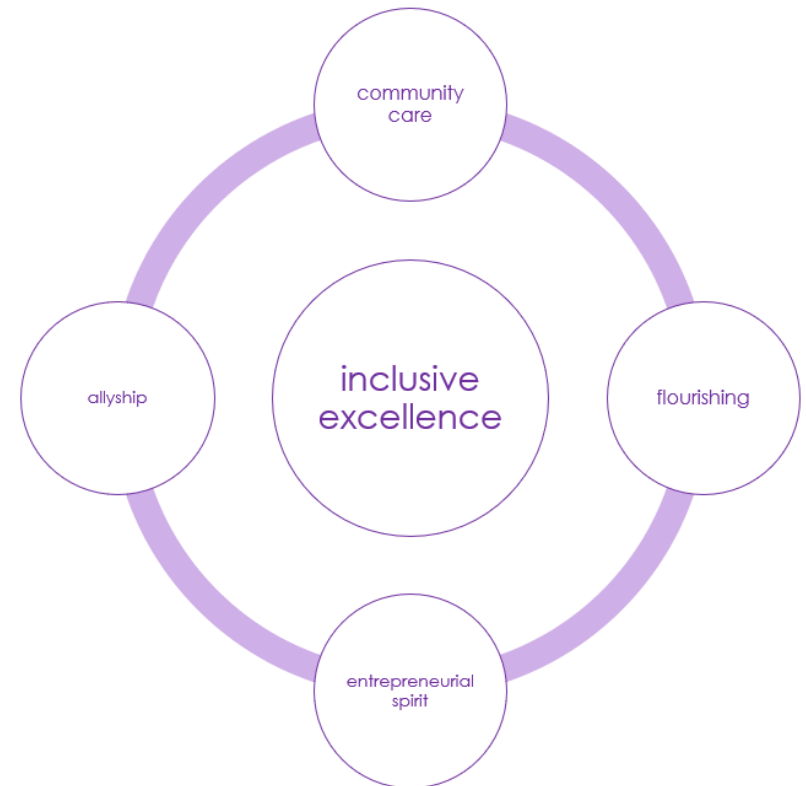 community
care
allyship
inclusive
excellence
flourishing
entrepreneurial
spirit